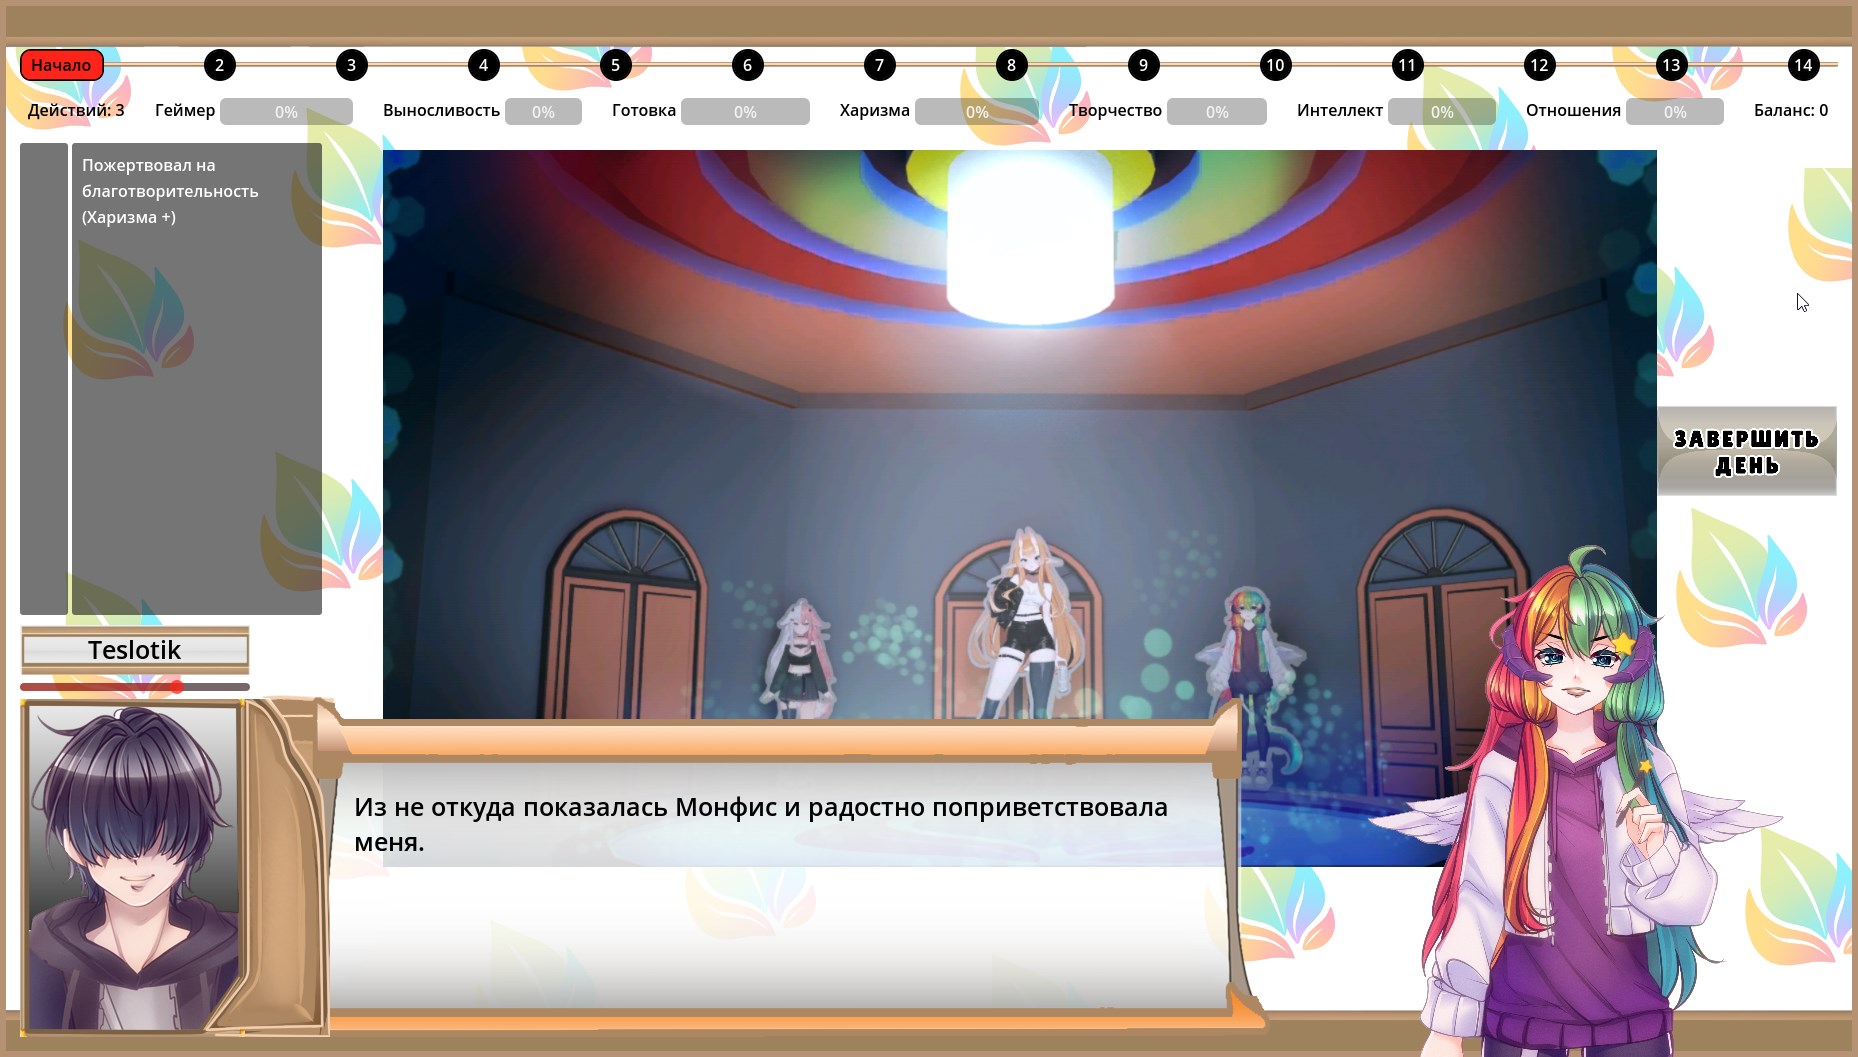 Начало 2 3 4 5 6 7 8 9 10 11 12 13 14
Действий: 3 Геймер 0% Выносливость 0% Готовка 0% Харизма 0% Творчество 0% Интеллект 0% Отношения 0% Баланс: 0
Пожертвовал на
благотворительность
(Харизма +)
ЗАВЕРШИТЬ
ДЕНЬ
Teslotik
Из не откуда показалась Монфис и радостно поприветствовала
меня.